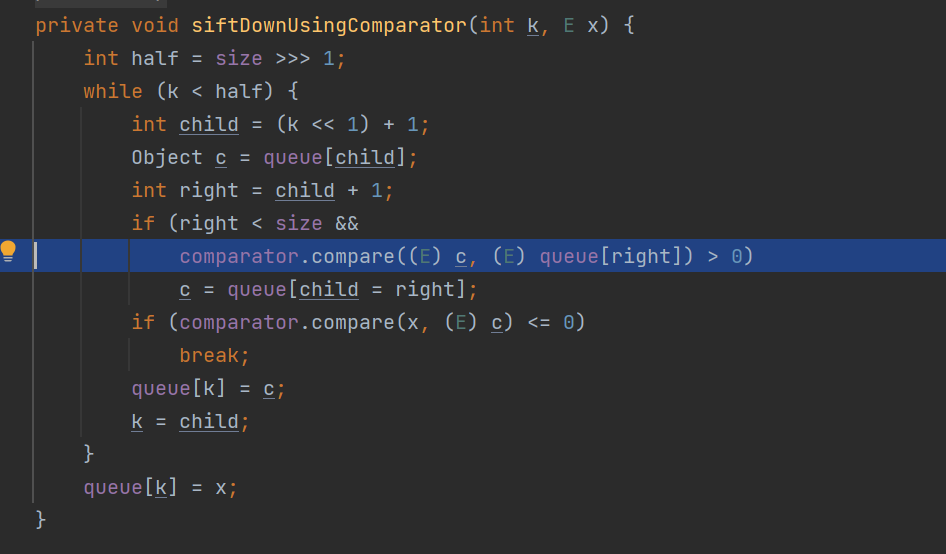 private void siftDownUsingComparator(int k, E x) {
    int half = size >>> 1;
    while (k < half) {
        int child = (k << 1) + 1;
        Object c = queue[child];
        int right = child + 1;
        if (right < size &&
            comparator.compare((E) c, (E) queue[right]) > 0)
            c = queue[child = right];
        if (comparator.compare(x, (E) c) <= 0)
            break;
        queue[k] = c;
        k = child;
    }
    queue[k] = x;
}